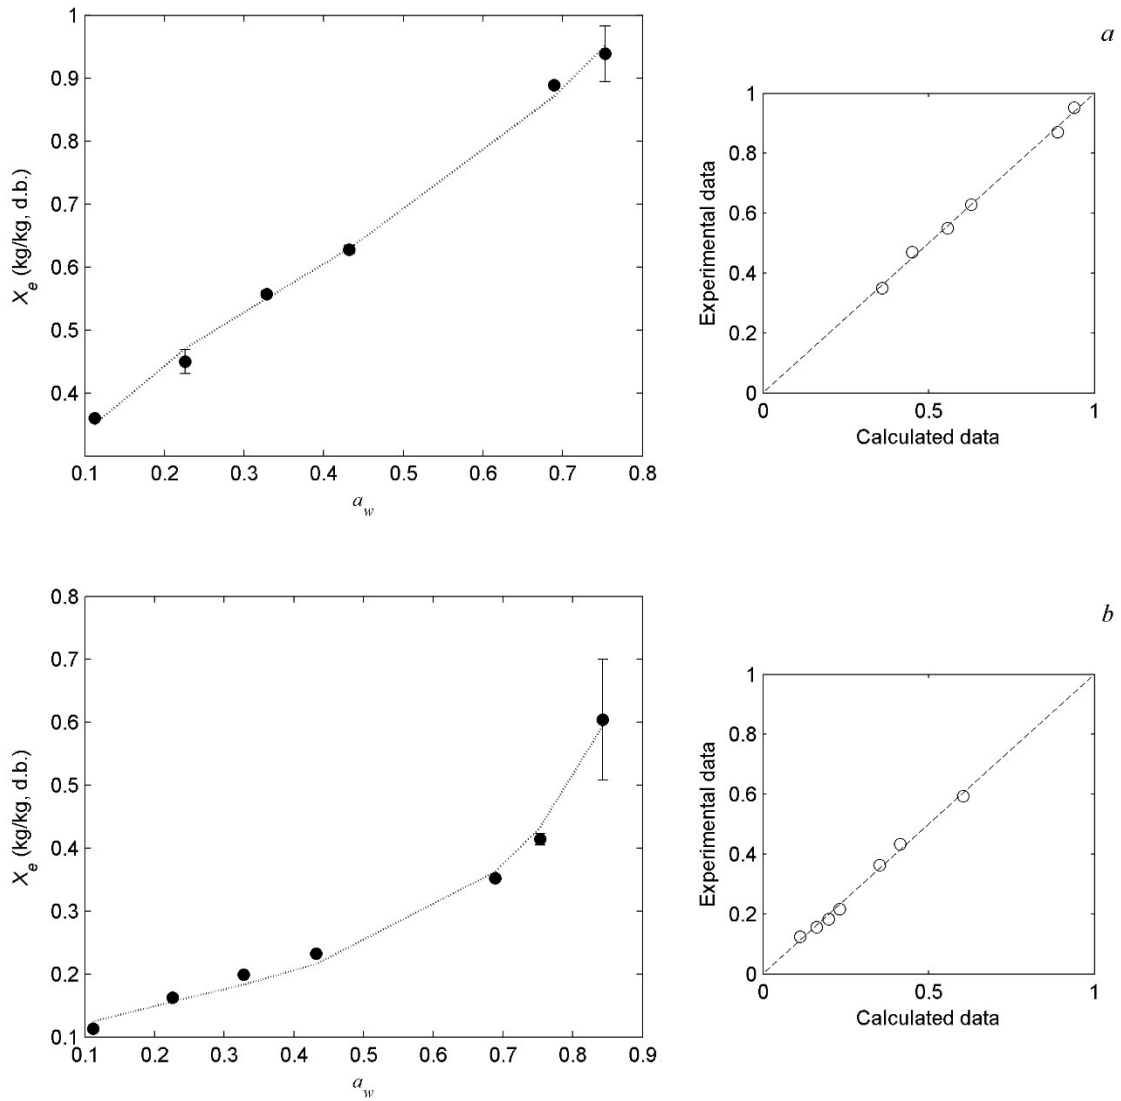 a
1
0.9
0.8
0.7
0.6
0.5
0.4
X_e (kg/kg, d.b.)
0.1 0.2 0.3 0.4 0.5 0.6 0.7 0.8
a_w
1
0.8
0.6
0.4
0.2
0
Experimental data
0 0.5 1
Calculated data
b
0.8
0.7
0.6
0.5
0.4
0.3
0.2
0.1
X_e (kg/kg, d.b.)
0.1 0.2 0.3 0.4 0.5 0.6 0.7 0.8 0.9
a_w
1
0.8
0.6
0.4
0.2
0
Experimental data
0 0.5 1
Calculated data